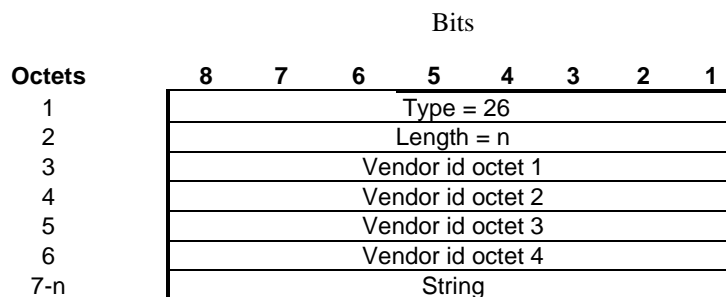 Bits
Octets 8 7 6 5 4 3 2 1
1 Type = 26
2 Length = n
3 Vendor id octet 1
4 Vendor id octet 2
5 Vendor id octet 3
6 Vendor id octet 4
7-n String